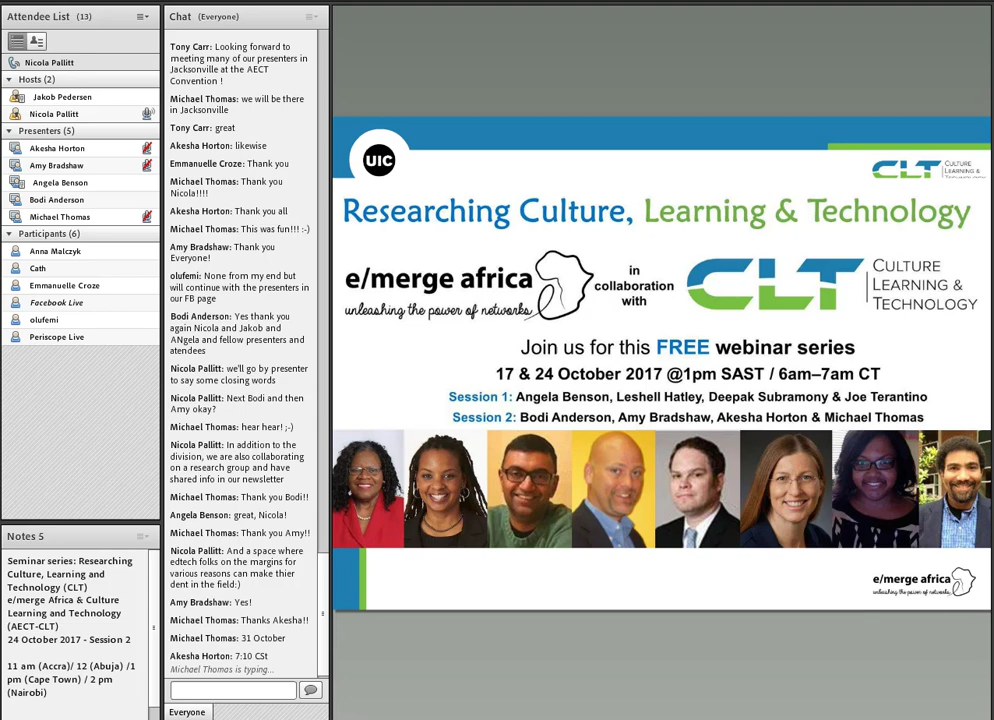 Attendee List (13)
Nicola Pallitt
Hosts (2)
Jakob Pedersen
Nicola Pallitt
Presenters (5)
Akesha Horton
Amy Bradshaw
Angela Benson
Bodi Anderson
Michael Thomas
Participants (6)
Anna Malczyk
Cath
Emmanuelle Croze
Facebook Live
olufemi
Periscope Live
Notes 5
Seminar series: Researching
Culture, Learning and
Technology (CLT)
e/merge Africa & Culture
Learning and Technology
(AECT-CLT)
24 October 2017 - Session 2
11 am (Accra)/ 12 (Abuja) /1
pm (Cape Town) / 2 pm
(Nairobi)
Chat (Everyone)
Tony Carr: Looking forward to
meeting many of our presenters in
Jacksonville at the AECT
Convention !
Michael Thomas: we will be there
in Jacksonville
Tony Carr: great
Akesha Horton: likewise
Emmanuelle Croze: Thank you
Michael Thomas: Thank you
Nicola!!!!
Akesha Horton: Thank you all
Michael Thomas: This was fun!!! :-)
Amy Bradshaw: Thank you
Everyone!
olufemi: None from my end but
will continue with the presenters in
our FB page
Bodi Anderson: Yes thank you
again Nicola and Jakob and
ANgela and fellow presenters and
atendees
Nicola Pallitt: we'll go by presenter
to say some closing words
Nicola Pallitt: Next Bodi and then
Amy okay?
Michael Thomas: hear hear! ;-)
Nicola Pallitt: In addition to the
division, we are also collaborating
on a research group and have
shared info in our newsletter
Michael Thomas: Thank you Bodi!!
Angela Benson: great, Nicola!
Michael Thomas: Thank you Amy!!
Nicola Pallitt: And a space where
edtech folks on the margins for
various reasons can make thier
dent in the field:)
Amy Bradshaw: Yes!
Michael Thomas: Thanks Akesha!!
Michael Thomas: 31 October
Akesha Horton: 7:10 CSt
Michael Thomas is typing...
Everyone
UIC
CLT CULTURE
LEARNING &
TECHNOLOGY
Researching Culture, Learning & Technology
e/merge africa
unleashing the power of networks
in
collaboration
with
CLT
CULTURE
LEARNING &
TECHNOLOGY
Join us for this FREE webinar series
17 & 24 October 2017 @1pm SAST / 6am–7am CT
Session 1: Angela Benson, Leshell Hatley, Deepak Subramony & Joe Terantino
Session 2: Bodi Anderson, Amy Bradshaw, Akesha Horton & Michael Thomas
e/merge africa
unleashing the power of networks